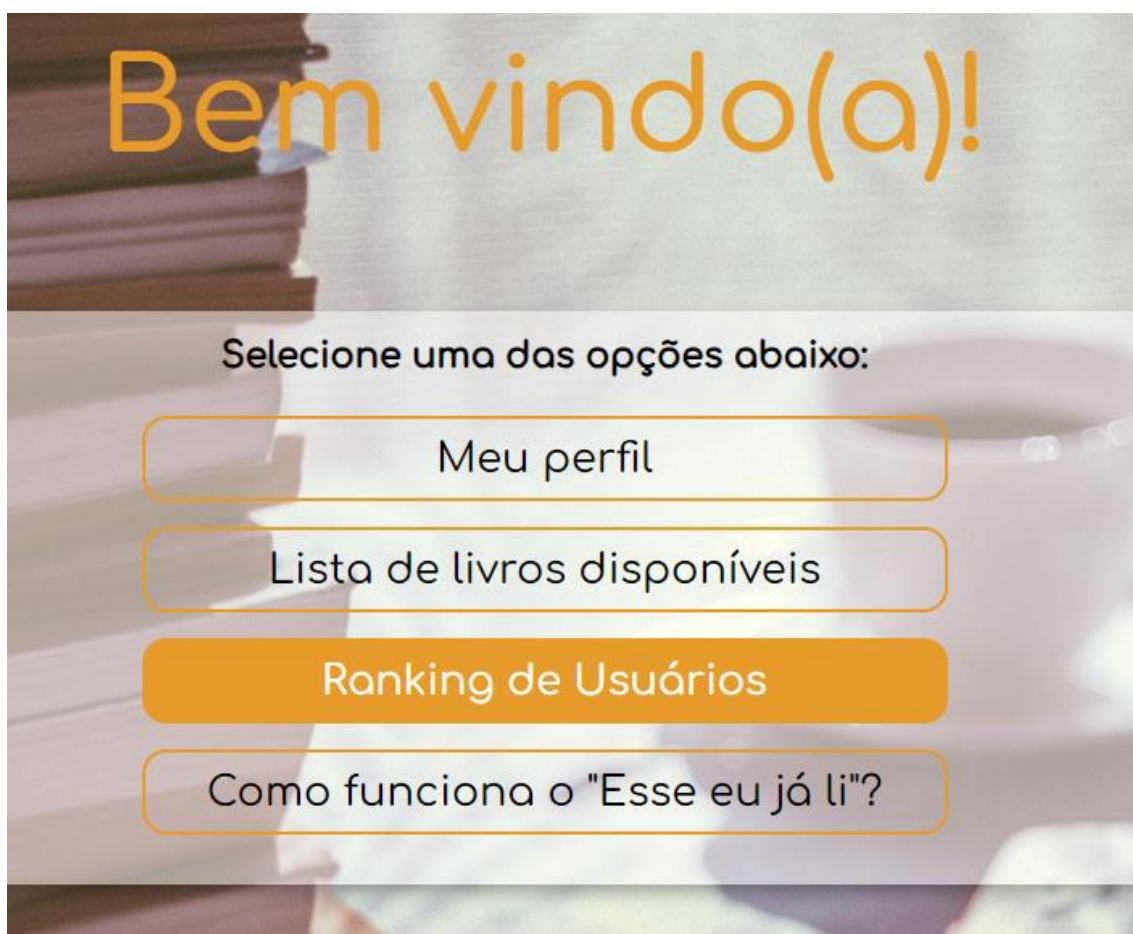 Bem vindo(a)!
Selecione uma das opções abaixo:
Meu perfil
Lista de livros disponíveis
Ranking de Usuários
Como funciona o "Esse eu já li"?